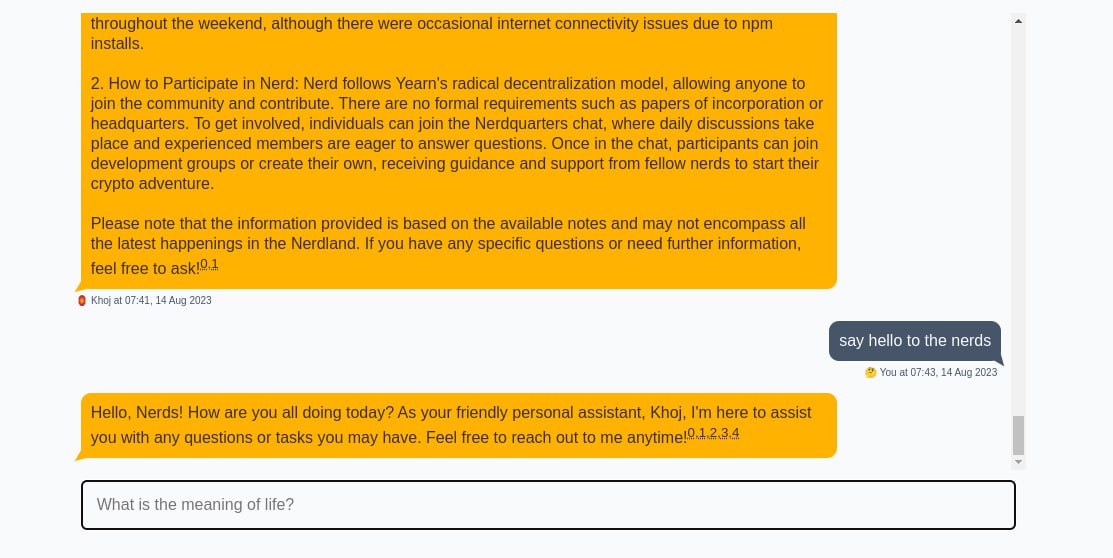 throughout the weekend, although there were occasional internet connectivity issues due to npm
installs.
2. How to Participate in Nerd: Nerd follows Yearn's radical decentralization model, allowing anyone to
join the community and contribute. There are no formal requirements such as papers of incorporation or
headquarters. To get involved, individuals can join the Nerdquarters chat, where daily discussions take
place and experienced members are eager to answer questions. Once in the chat, participants can join
development groups or create their own, receiving guidance and support from fellow nerds to start their
crypto adventure.
Please note that the information provided is based on the available notes and may not encompass all
the latest happenings in the Nerdland. If you have any specific questions or need further information,
feel free to ask!0,1
🏮 Khoj at 07:41, 14 Aug 2023
say hello to the nerds
🤔 You at 07:43, 14 Aug 2023
Hello, Nerds! How are you all doing today? As your friendly personal assistant, Khoj, I'm here to assist
you with any questions or tasks you may have. Feel free to reach out to me anytime!0,1,2,3,4
What is the meaning of life?